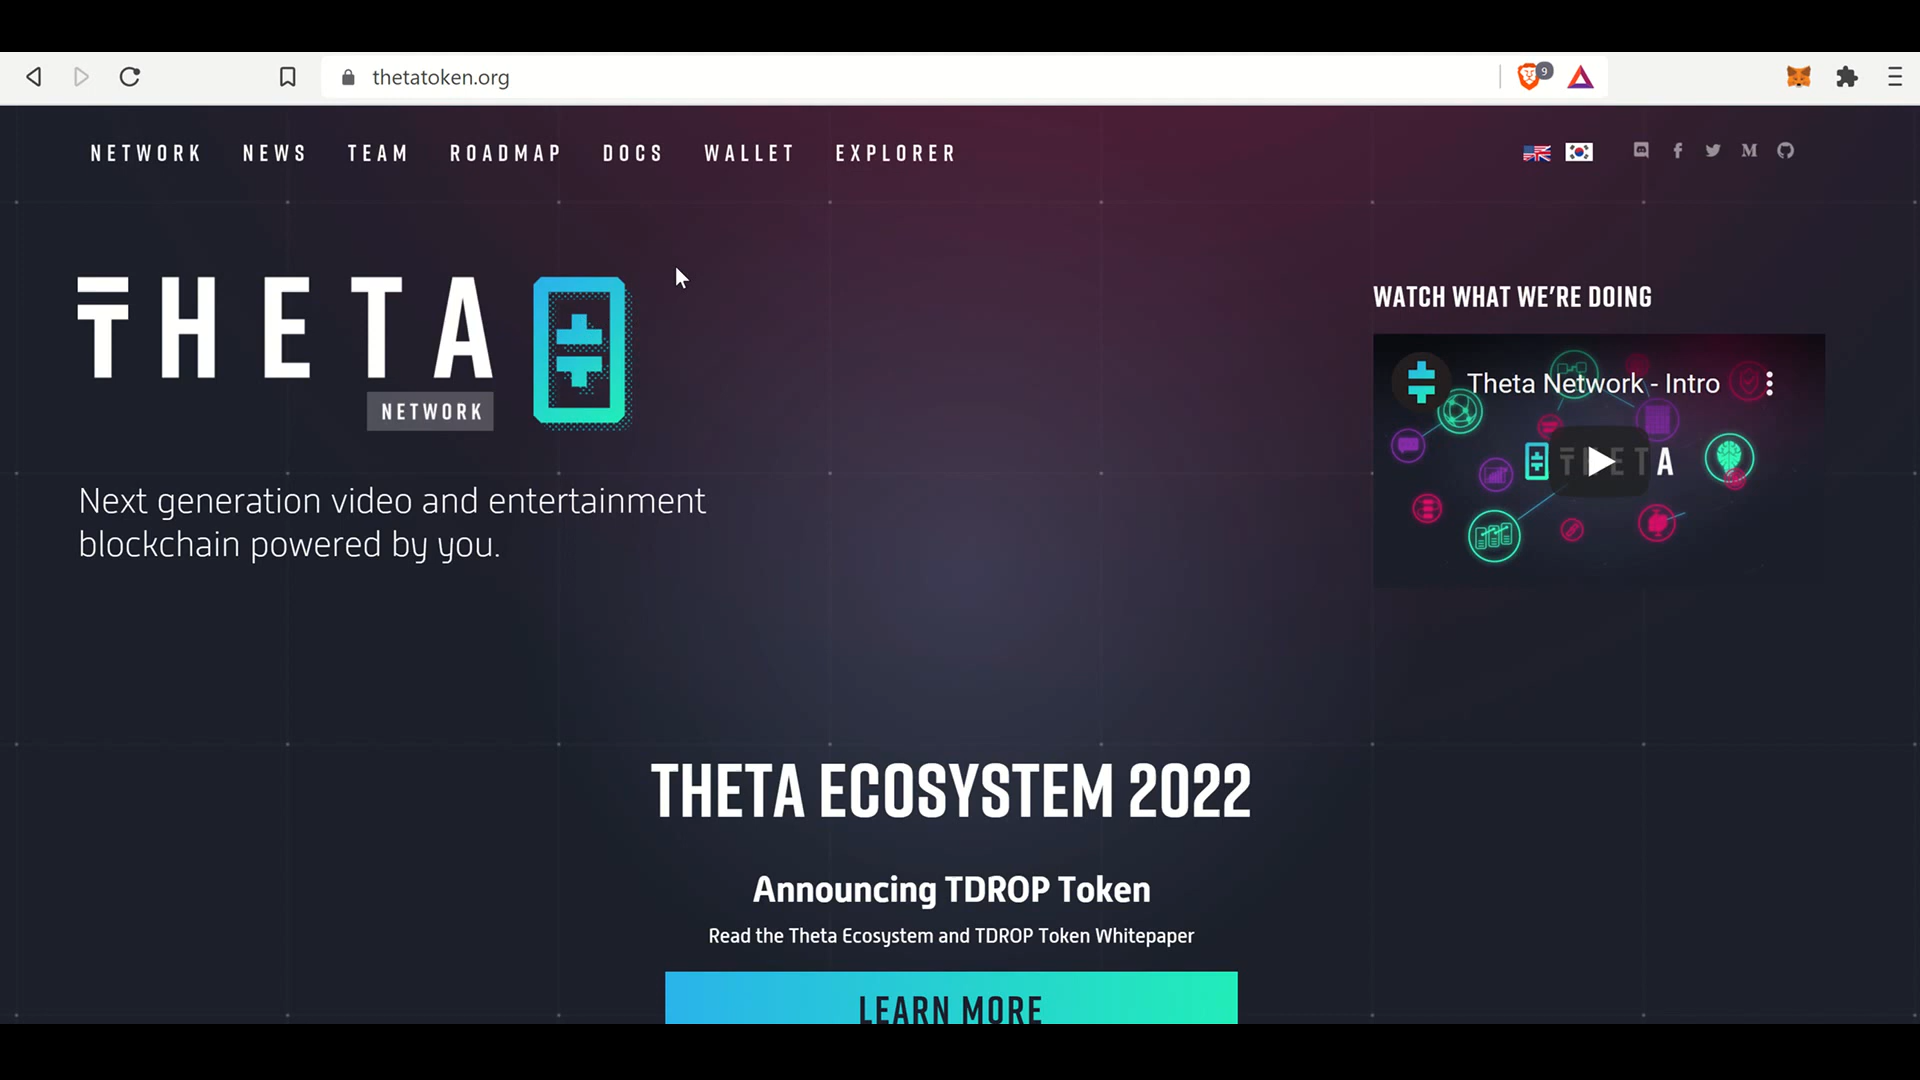 thetatoken.org
9
NETWORK NEWS TEAM ROADMAP DOCS WALLET EXPLORER
THETA
NETWORK
Next generation video and entertainment
blockchain powered by you.
WATCH WHAT WE'RE DOING
Theta Network - Intro
THETA
THETA ECOSYSTEM 2022
Announcing TDROP Token
Read the Theta Ecosystem and TDROP Token Whitepaper
LEARN MORE